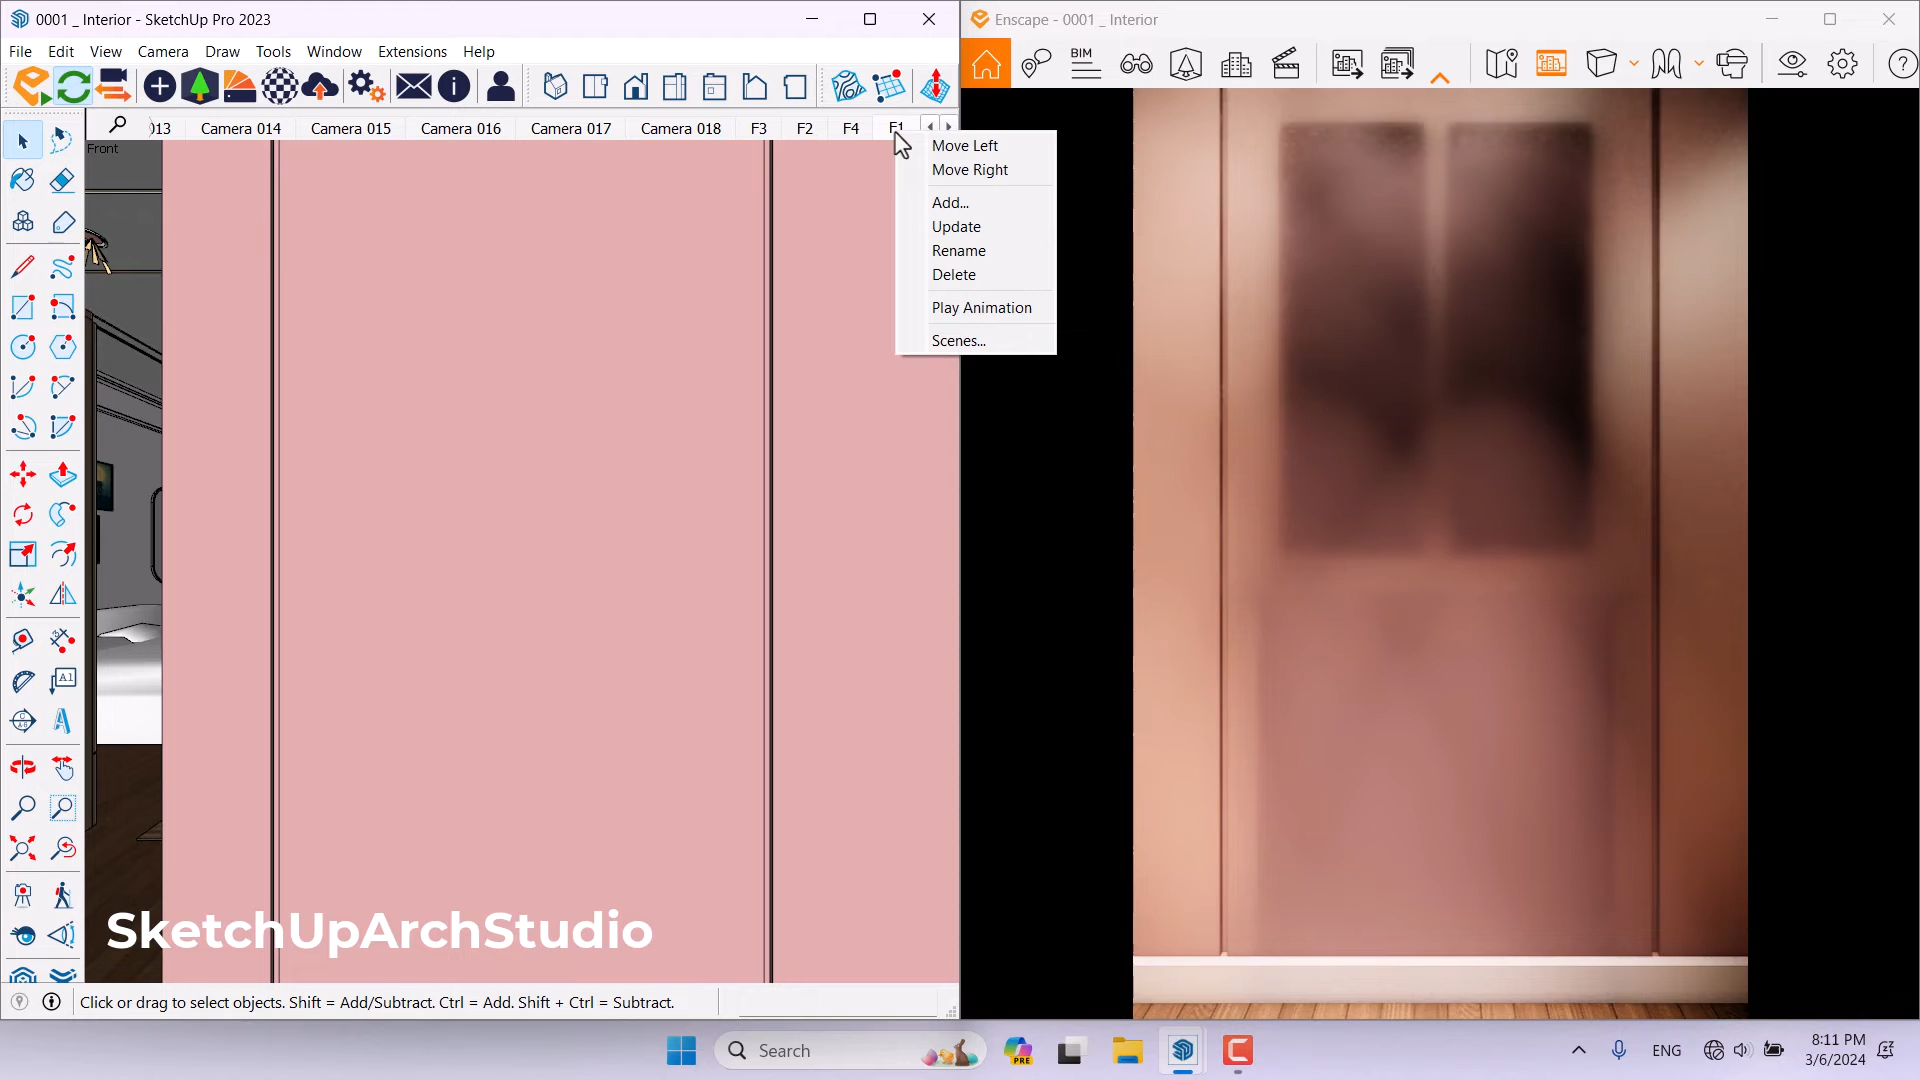 0001 _ Interior - SketchUp Pro 2023
File Edit View Camera Draw Tools Window Extensions Help
Camera 014 Camera 015 Camera 016 Camera 017 Camera 018 F3 F2 F4
Front
Move Left
Move Right
Add...
Update
Rename
Delete
Play Animation
Scenes...
SketchUpArchStudio
Click or drag to select objects. Shift = Add/Subtract. Ctrl = Add. Shift + Ctrl = Subtract.
Enscape - 0001 _ Interior
BIM
Search
PRE
ENG
8:11 PM
3/6/2024